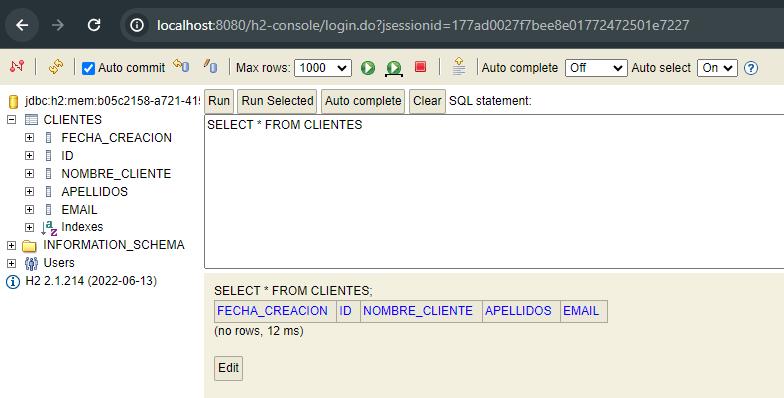 localhost:8080/h2-console/login.do?jsessionid=177ad0027f7bee8e01772472501e7227
Auto commit Max rows: 1000 Auto complete Off Auto select On
jdbc:h2:mem:b05c2158-a721-415
CLIENTES
FECHA_CREACION
ID
NOMBRE_CLIENTE
APELLIDOS
EMAIL
Indexes
INFORMATION_SCHEMA
Users
H2 2.1.214 (2022-06-13)
Run Run Selected Auto complete Clear SQL statement:
SELECT * FROM CLIENTES
SELECT * FROM CLIENTES;
FECHA_CREACION ID NOMBRE_CLIENTE APELLIDOS EMAIL
(no rows, 12 ms)
Edit